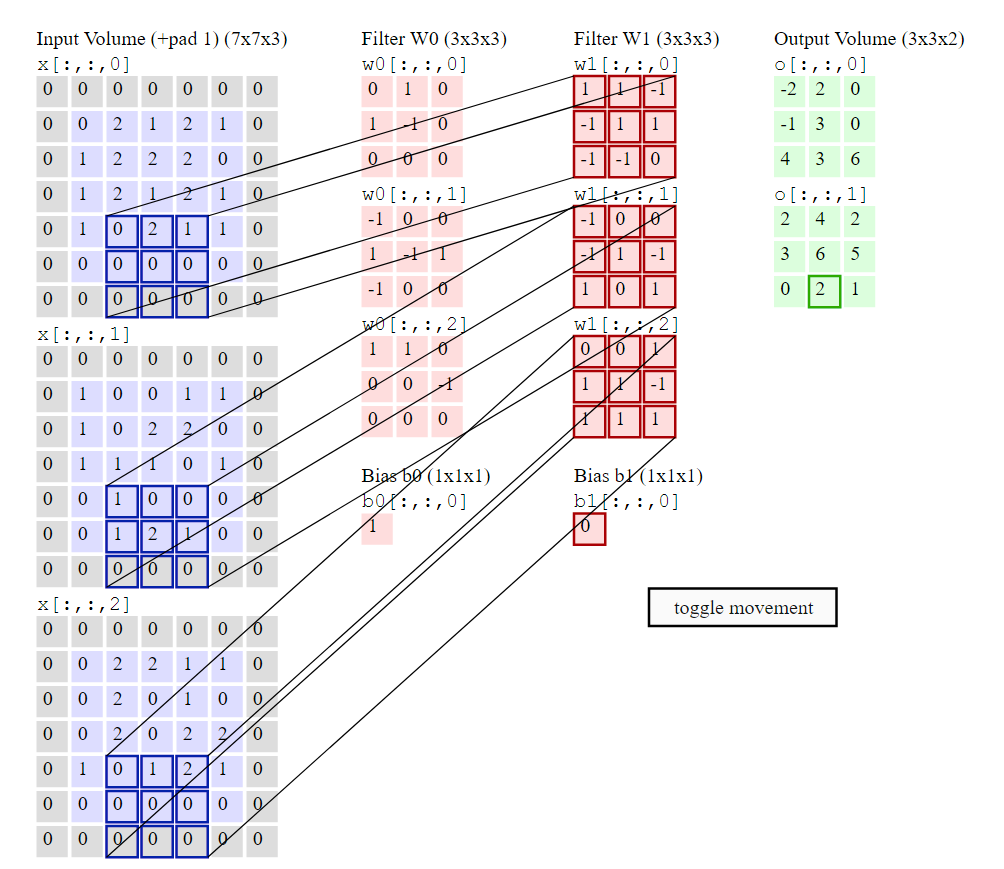 Input Volume (+pad 1) (7x7x3)
x[:,:,0]
0 0 0 0 0 0 0
0 0 2 1 2 1 0
0 1 2 2 2 0 0
0 1 2 1 2 1 0
0 1 0 2 1 1 0
0 0 0 0 0 0 0
0 0 0 0 0 0 0
x[:,:,1]
0 0 0 0 0 0 0
0 1 0 0 1 1 0
0 1 0 2 2 0 0
0 1 1 1 0 1 0
0 0 1 0 0 0 0
0 0 1 2 1 0 0
0 0 0 0 0 0 0
x[:,:,2]
0 0 0 0 0 0 0
0 0 2 2 1 1 0
0 0 2 0 1 0 0
0 0 2 0 2 2 0
0 1 0 1 2 1 0
0 0 0 0 0 0 0
0 0 0 0 0 0 0
Filter W0 (3x3x3)
w0[:,:,0]
0 1 0
1 -1 0
0 0 0
w0[:,:,1]
-1 0 0
1 -1 1
-1 0 0
w0[:,:,2]
1 1 0
0 0 -1
0 0 0
Bias b0 (1x1x1)
b0[:,:,0]
1
Filter W1 (3x3x3)
w1[:,:,0]
1 1 -1
-1 1 1
-1 -1 0
w1[:,:,1]
-1 0 0
-1 1 -1
1 0 1
w1[:,:,2]
0 0 1
1 1 -1
1 1 1
Bias b1 (1x1x1)
b1[:,:,0]
0
Output Volume (3x3x2)
o[:,:,0]
-2 2 0
-1 3 0
4 3 6
o[:,:,1]
2 4 2
3 6 5
0 2 1
toggle movement